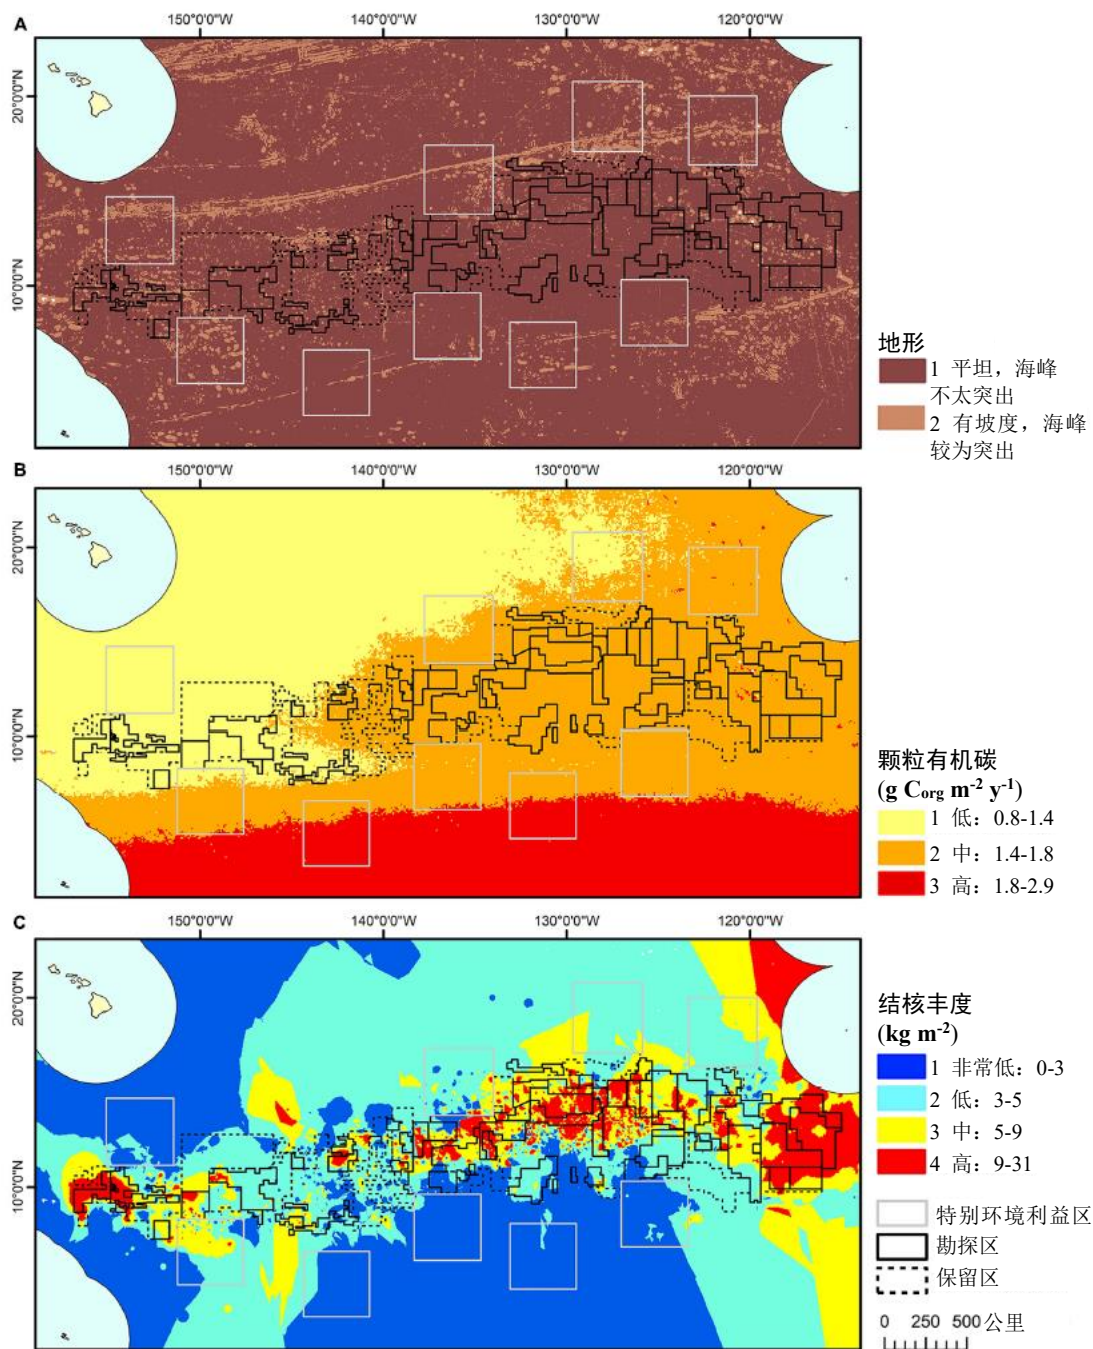 A
150°0'0"W 140°0'0"W 130°0'0"W 120°0'0"W
20°0'0"N
10°0'0"N
地形
1 平坦，海峰
不太突出
2 有坡度，海峰
较为突出
B
150°0'0"W 140°0'0"W 130°0'0"W 120°0'0"W
20°0'0"N
10°0'0"N
颗粒有机碳
(g Corg m-2 y-1)
1 低：0.8-1.4
2 中：1.4-1.8
3 高：1.8-2.9
C
150°0'0"W 140°0'0"W 130°0'0"W 120°0'0"W
20°0'0"N
10°0'0"N
结核丰度
(kg m-2)
1 非常低：0-3
2 低：3-5
3 中：5-9
4 高：9-31
特别环境利益区
勘探区
保留区
0 250 500 公里